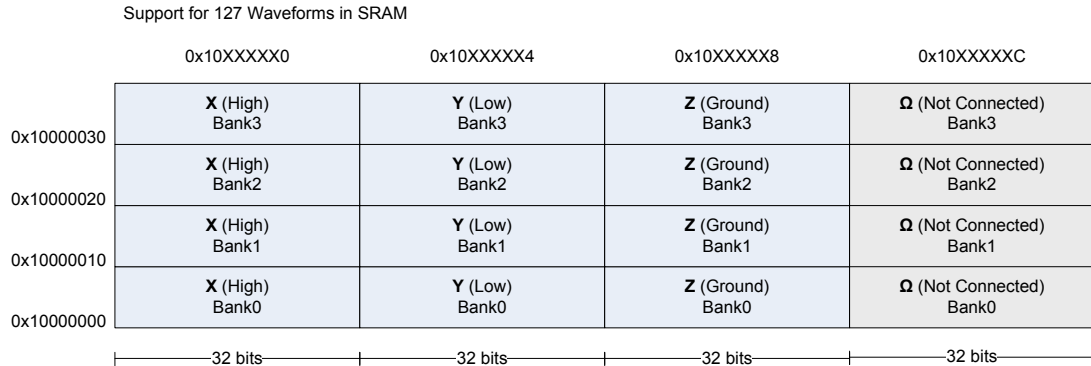 Support for 127 Waveforms in SRAM
0x10XXXXX0 0x10XXXXX4 0x10XXXXX8 0x10XXXXXC
X (High) Y (Low) Z (Ground) Ω (Not Connected)
Bank3 Bank3 Bank3 Bank3
0x10000030
X (High) Y (Low) Z (Ground) Ω (Not Connected)
Bank2 Bank2 Bank2 Bank2
0x10000020
X (High) Y (Low) Z (Ground) Ω (Not Connected)
Bank1 Bank1 Bank1 Bank1
0x10000010
X (High) Y (Low) Z (Ground) Ω (Not Connected)
Bank0 Bank0 Bank0 Bank0
0x10000000
32 bits 32 bits 32 bits 32 bits